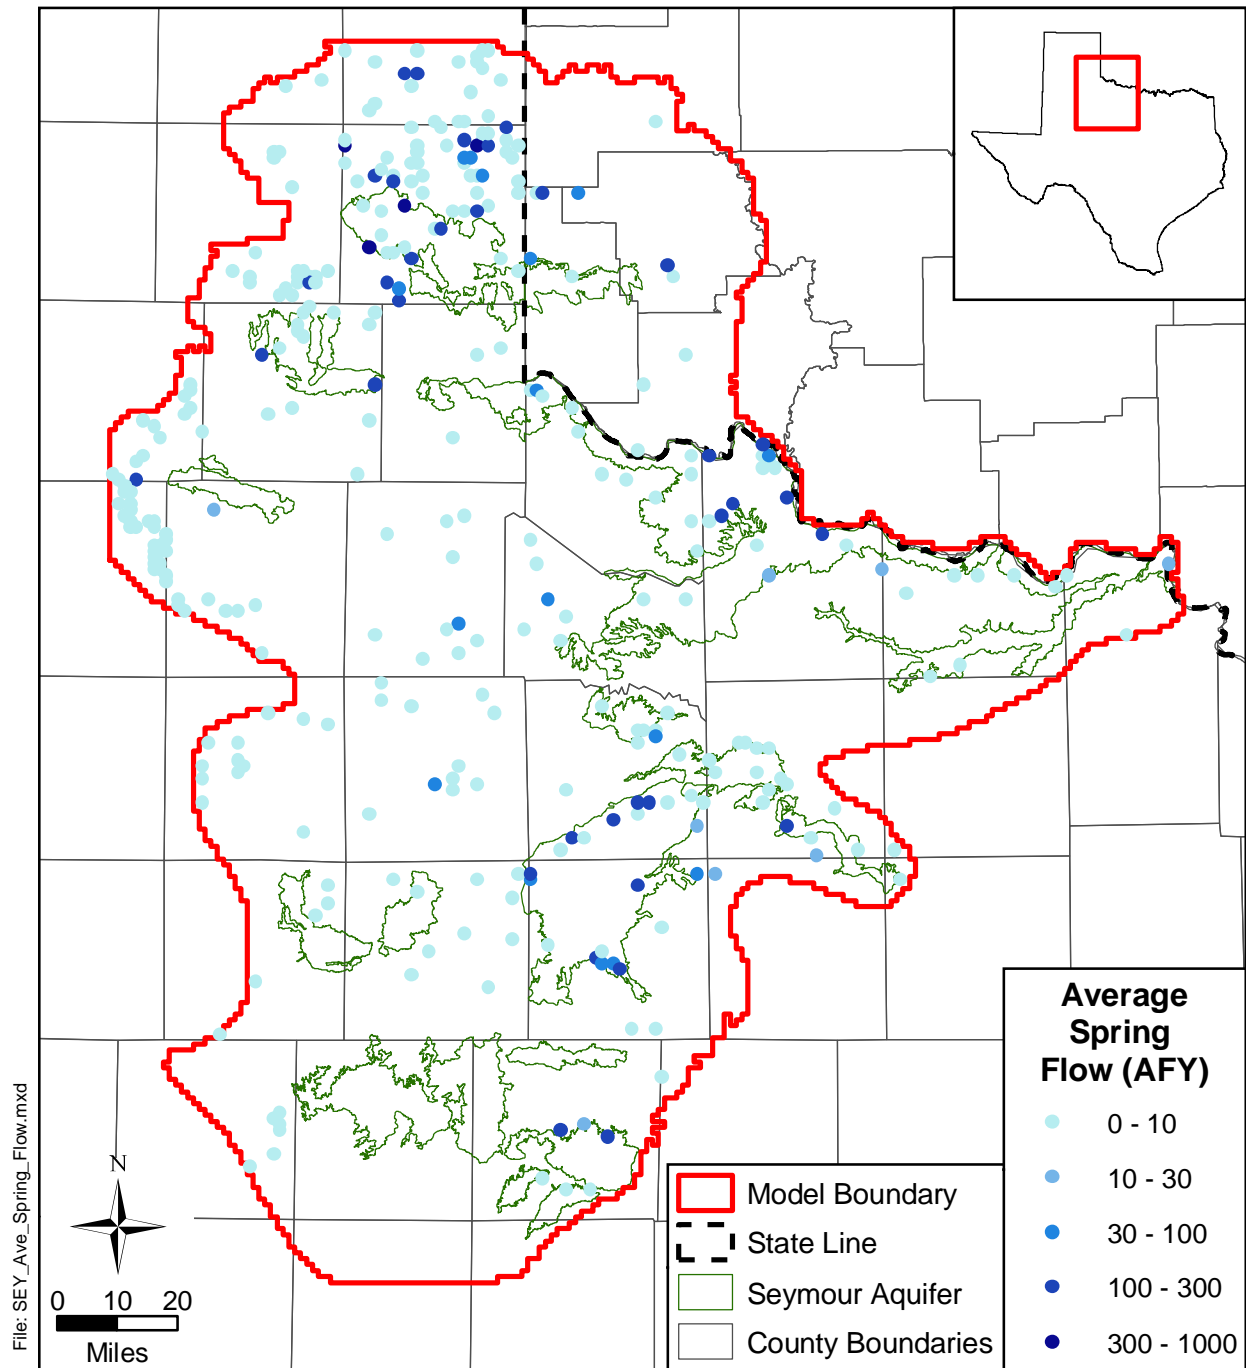 Average
Spring
Flow (AFY)
0 - 10
10 - 30
30 - 100
100 - 300
300 - 1000
Model Boundary
State Line
Seymour Aquifer
County Boundaries
N
0 10 20
Miles
File: SEY_Ave_Spring_Flow.mxd